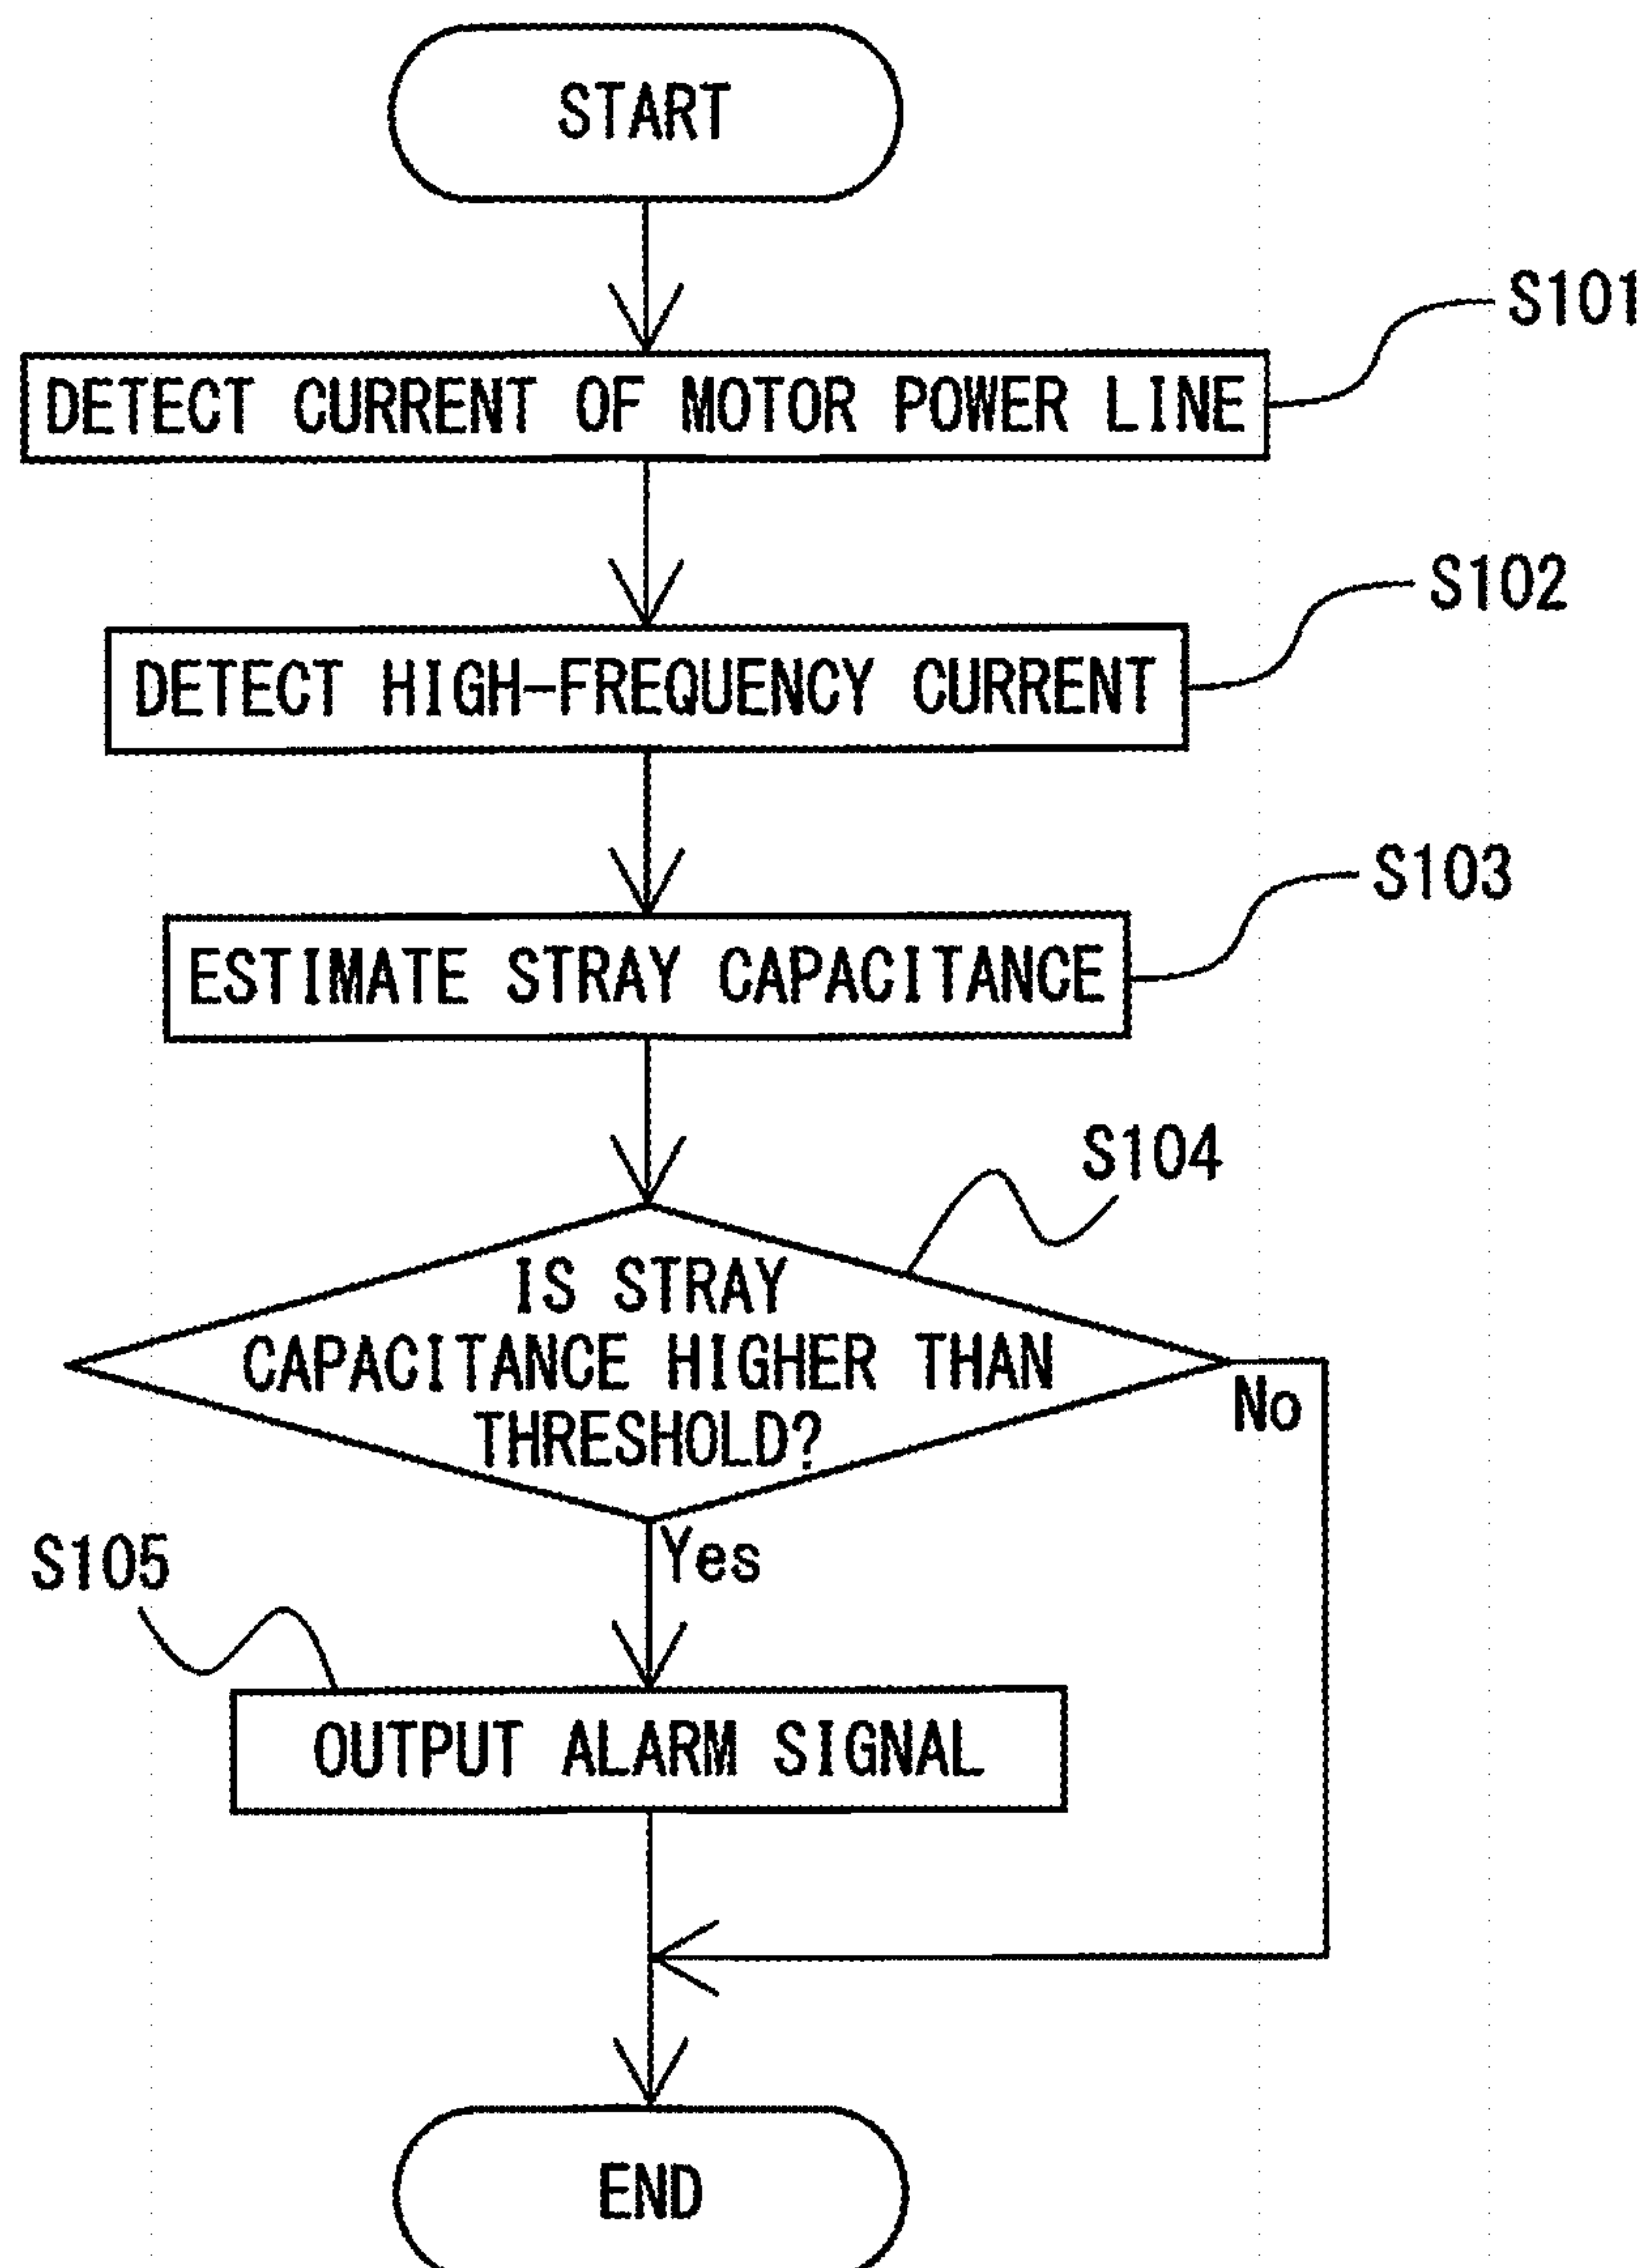 START
S101
DETECT CURRENT OF MOTOR POWER LINE
S102
DETECT HIGH-FREQUENCY CURRENT
S103
ESTIMATE STRAY CAPACITANCE
S104
IS STRAY
CAPACITANCE HIGHER THAN
THRESHOLD?
No
Yes
S105
OUTPUT ALARM SIGNAL
END